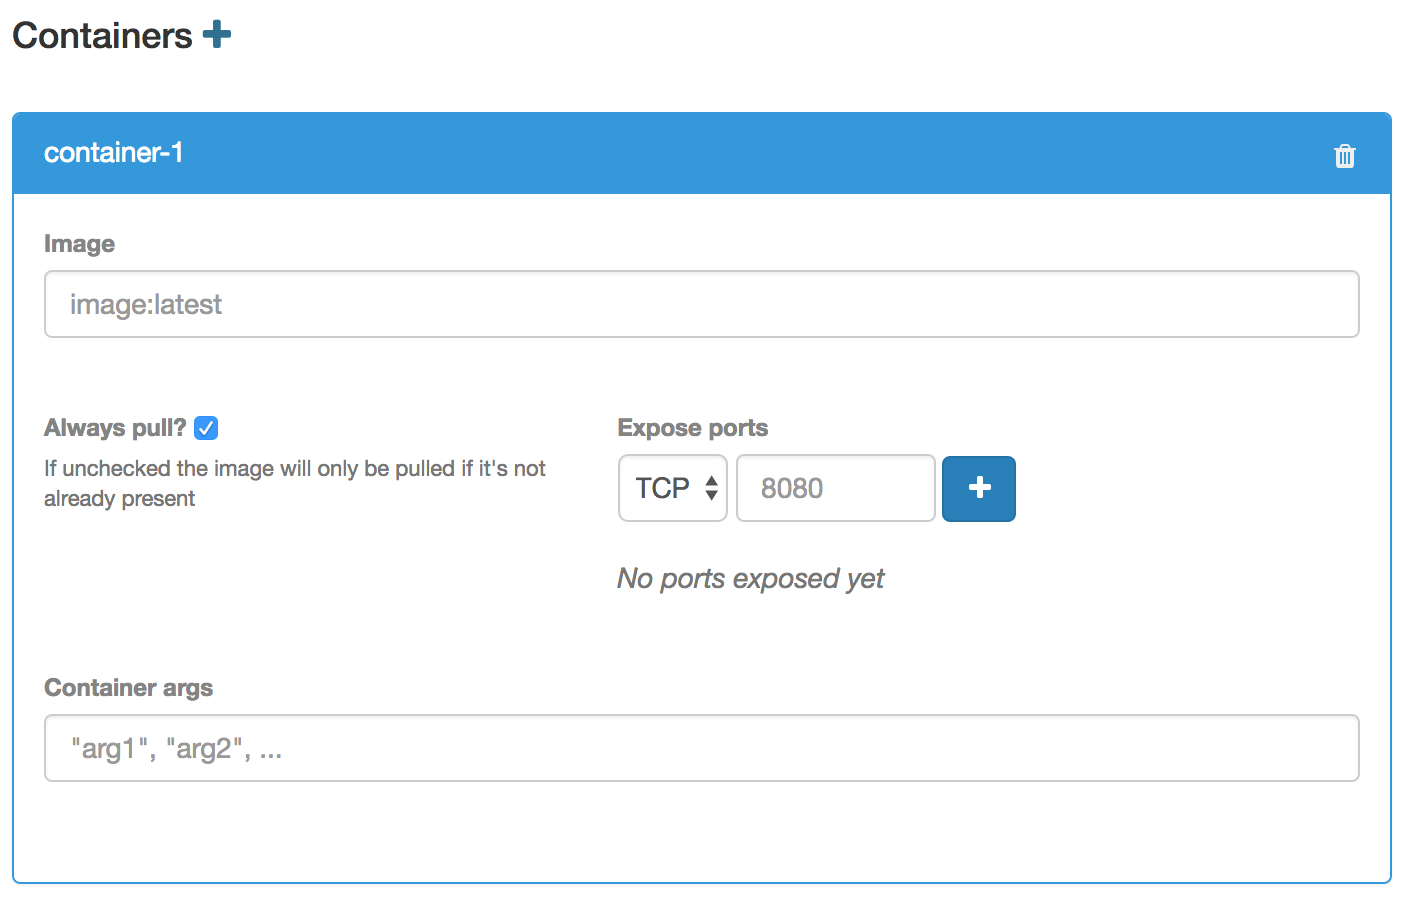 Containers
container-1
Image
image:latest
Always pull?
If unchecked the image will only be pulled if it's not
already present
Expose ports
TCP 8080
No ports exposed yet
Container args
"arg1", "arg2", ...